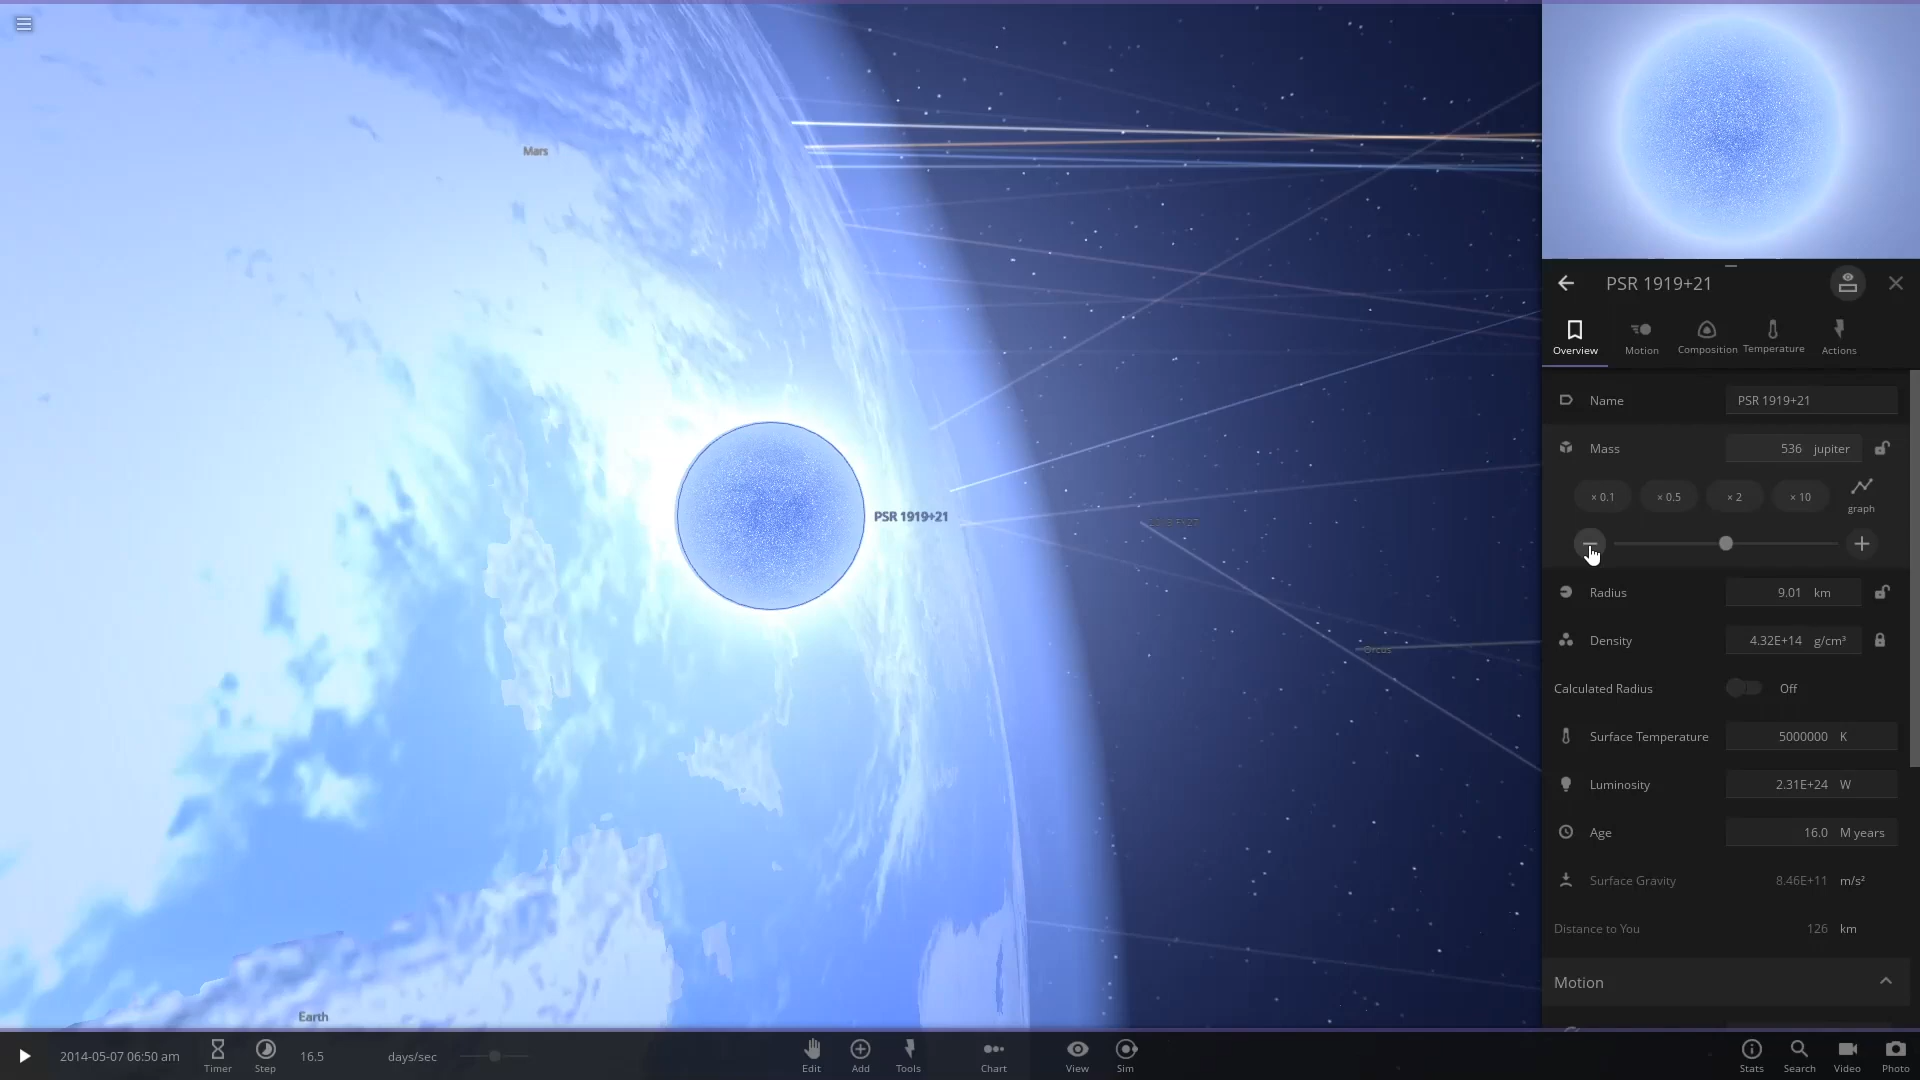 Mars
PSR 1919+21
Orcus
Earth
PSR 1919+21
Overview
Motion
Composition
Temperature
Actions
Name PSR 1919+21
Mass 536 jupiter
× 0.1 × 0.5 × 2 × 10 graph
Radius 9.01 km
Density 4.32E+14 g/cm³
Calculated Radius Off
Surface Temperature 5000000 K
Luminosity 2.31E+24 W
Age 16.0 M years
Surface Gravity 8.46E+11 m/s²
Distance to You 126 km
Motion
2014-05-07 06:50 am Timer Step 16.5 days/sec Edit Add Tools Chart View Sim Stats Search Video Photo